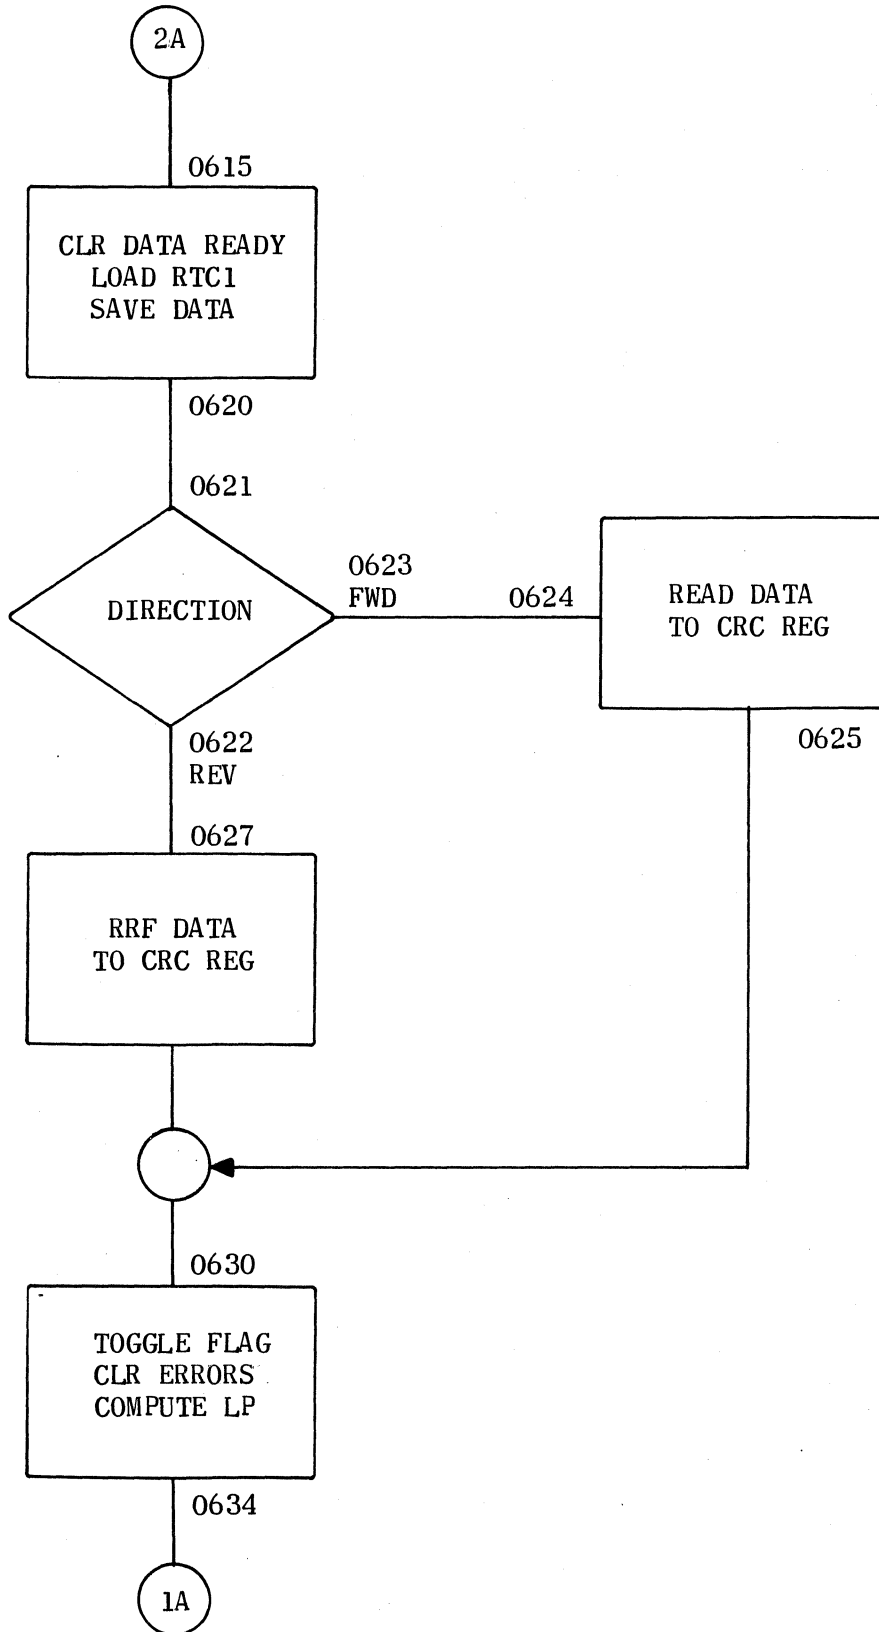 2A
0615
CLR DATA READY
LOAD RTC1
SAVE DATA
0620
0621
DIRECTION
0623
FWD
0624
READ DATA
TO CRC REG
0625
0622
REV
0627
RRF DATA
TO CRC REG
0630
TOGGLE FLAG
CLR ERRORS
COMPUTE LP
0634
1A